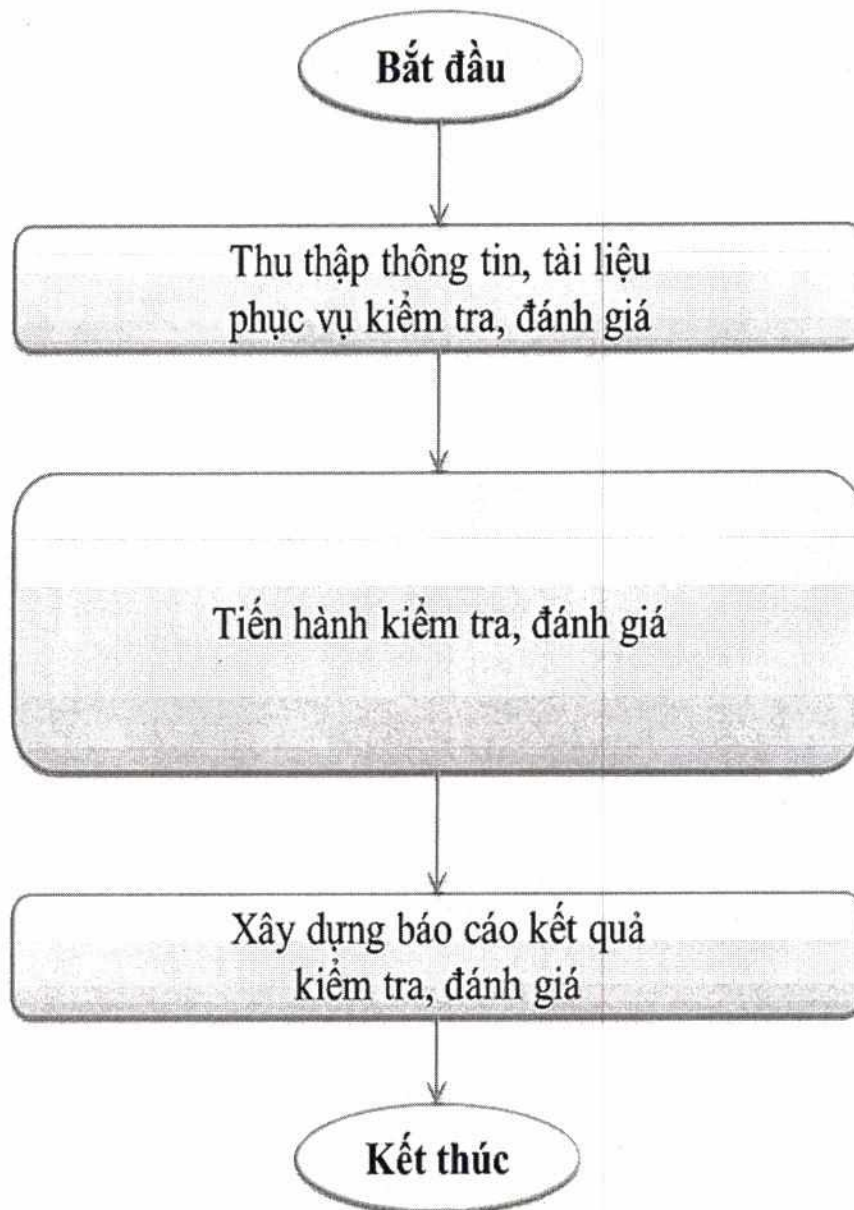 Bắt đầu
Thu thập thông tin, tài liệu
phục vụ kiểm tra, đánh giá
Tiến hành kiểm tra, đánh giá
Xây dựng báo cáo kết quả
kiểm tra, đánh giá
Kết thúc